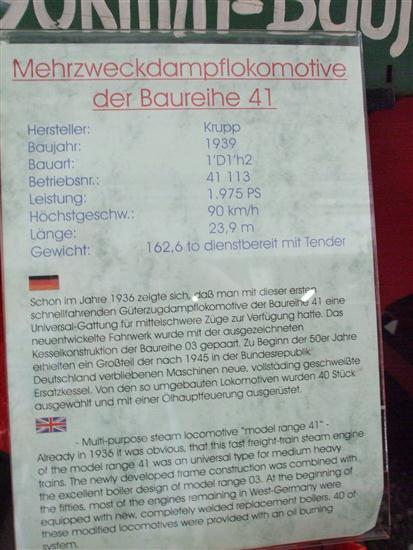 90km/h-Bauj
Mehrzweckdampflokomotive
der Baureihe 41
Hersteller: Krupp
Baujahr: 1939
Bauart: 1'D1'h2
Betriebsnr.: 41 113
Leistung: 1.975 PS
Höchstgeschw.: 90 km/h
Länge: 23,9 m
Gewicht: 162,6 to dienstbereit mit Tender
Schon im Jahre 1936 zeigte sich, daß man mit dieser ersten
schnellfahrenden Güterzugdampflokomotive der Baureihe 41 eine
Universal-Gattung für mittelschwere Züge zur Verfügung hatte. Das
neuentwickelte Fahrwerk wurde mit der ausgezeichneten
Kesselkonstruktion der Baureihe 03 gepaart. Zu Beginn der 50er Jahre
erhielten ein Großteil der nach 1945 in der Bundesrepublik
Deutschland verbliebenen Maschinen neue, vollständig geschweißte
Ersatzkessel. Von den so umgebauten Lokomotiven wurden 40 Stück
ausgewählt und mit einer Ölhauptfeuerung ausgerüstet.
- Multi-purpose steam locomotive "model range 41" -
Already in 1936 it was obvious, that this fast freight-train steam engine
of the model range 41 was an universal type for medium heavy
trains. The newly developed frame construction was combined with
the excellent boiler design of model range 03. At the beginning of
the fifties, most of the engines remaining in West-Germany were
equipped with new, completely welded replacement boilers. 40 of
these modified locomotives were provided with an oil burning
system.